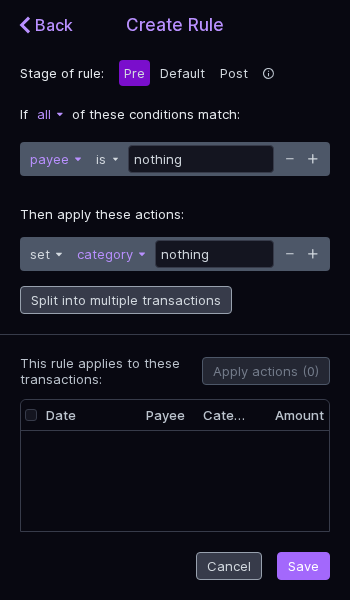 Back Create Rule
Stage of rule: Pre Default Post
If all of these conditions match:
payee is nothing
Then apply these actions:
set category nothing
Split into multiple transactions
This rule applies to these
transactions:
Apply actions (0)
Date Payee Cate... Amount
Cancel Save